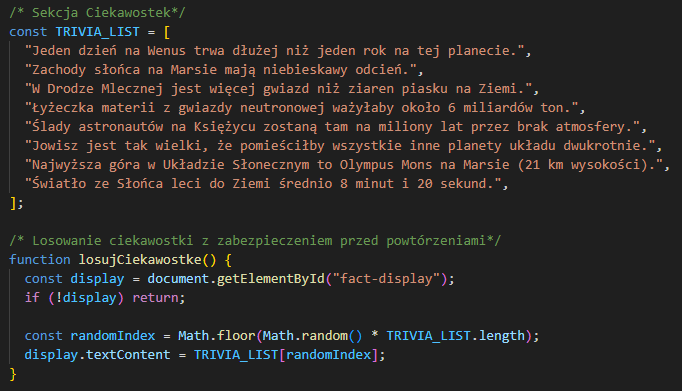 /* Sekcja Ciekawostek*/
const TRIVIA_LIST = [
  "Jeden dzień na Wenus trwa dłużej niż jeden rok na tej planecie.",
  "Zachody słońca na Marsie mają niebieskawy odcień.",
  "W Drodze Mlecznej jest więcej gwiazd niż ziaren piasku na Ziemi.",
  "Łyżeczka materii z gwiazdy neutronowej ważyłaby około 6 miliardów ton.",
  "Ślady astronautów na Księżycu zostaną tam na miliony lat przez brak atmosfery.",
  "Jowisz jest tak wielki, że pomieściłby wszystkie inne planety układu dwukrotnie.",
  "Najwyższa góra w Układzie Słonecznym to Olympus Mons na Marsie (21 km wysokości).",
  "Światło ze Słońca leci do Ziemi średnio 8 minut i 20 sekund.",
];

/* Losowanie ciekawostki z zabezpieczeniem przed powtórzeniami*/
function losujCiekawostke() {
  const display = document.getElementById("fact-display");
  if (!display) return;

  const randomIndex = Math.floor(Math.random() * TRIVIA_LIST.length);
  display.textContent = TRIVIA_LIST[randomIndex];
}